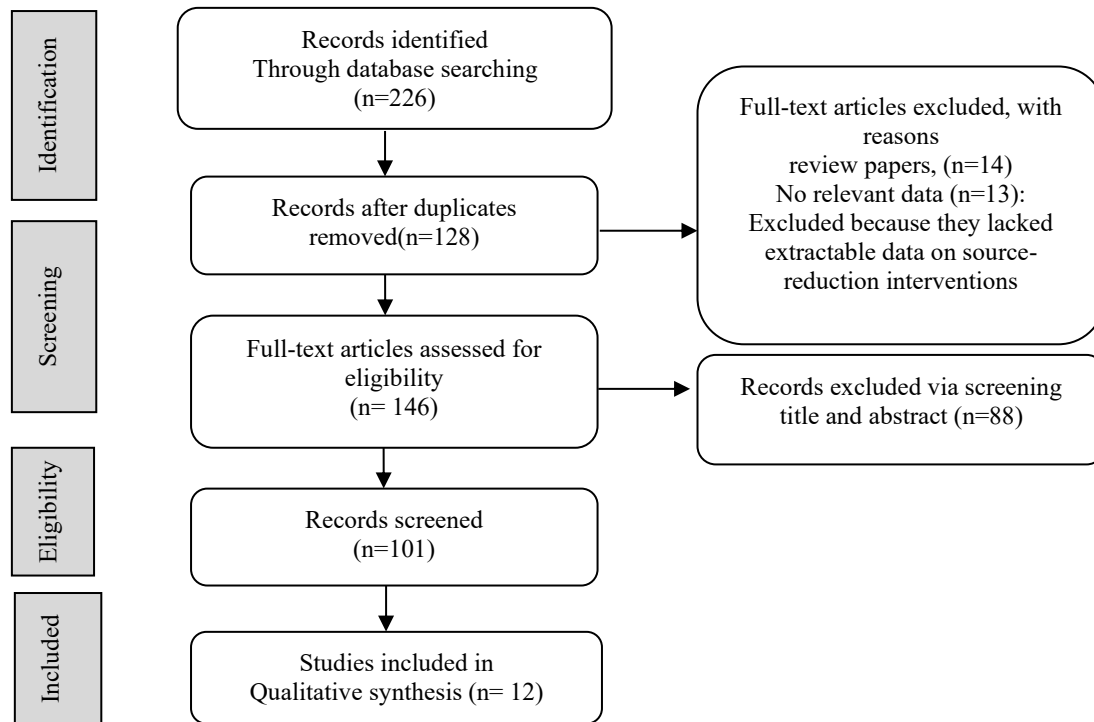 Identification
Records identified
Through database searching
(n=226)
Full-text articles excluded, with
reasons
review papers, (n=14)
No relevant data (n=13):
Excluded because they lacked
extractable data on source-
reduction interventions
Records after duplicates
removed(n=128)
Screening
Full-text articles assessed for
eligibility
(n= 146)
Records excluded via screening
title and abstract (n=88)
Eligibility
Records screened
(n=101)
Included
Studies included in
Qualitative synthesis (n= 12)